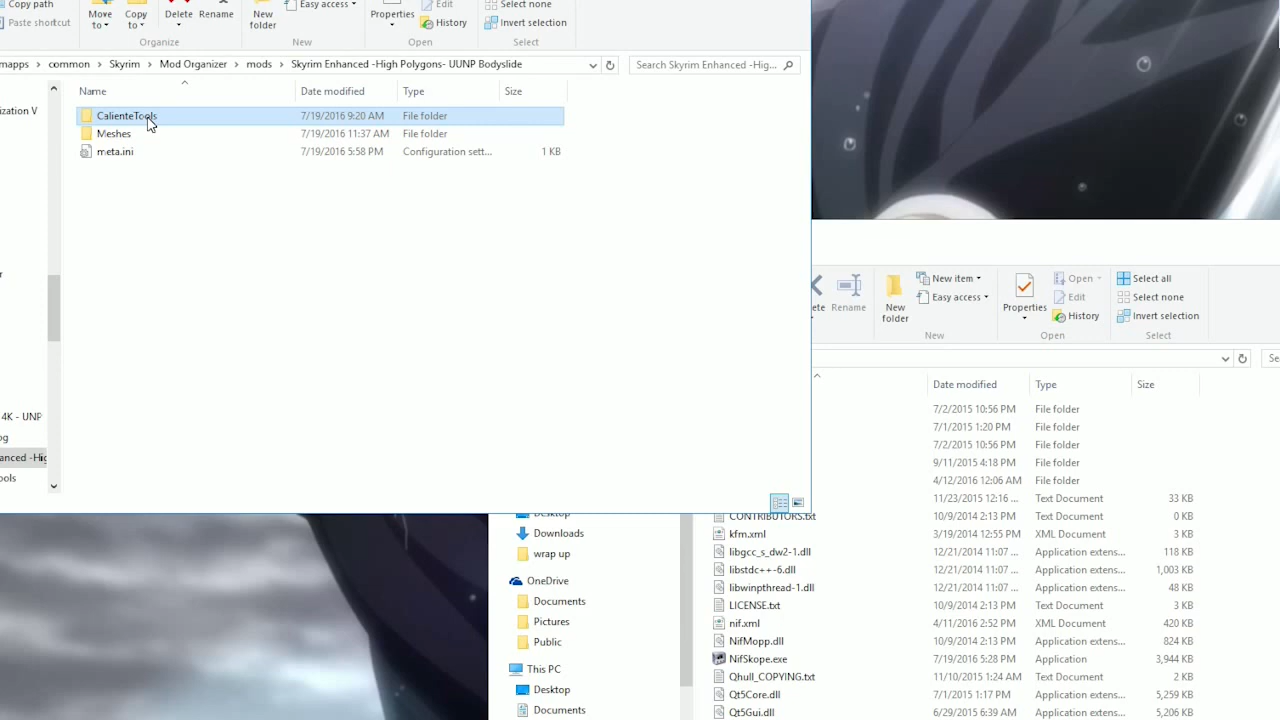 Copy path
Paste shortcut
Move to
Copy to
Delete
Rename
New folder
Easy access
Properties
Edit
History
Select none
Invert selection
Organize
New
Open
Select
mapps > common > Skyrim > Mod Organizer > mods > Skyrim Enhanced -High Polygons- UUNP Bodyslide
Search Skyrim Enhanced -Hig...
Name Date modified Type Size
CalienteTools 7/19/2016 9:20 AM File folder
Meshes 7/19/2016 11:37 AM File folder
meta.ini 7/19/2016 5:58 PM Configuration sett... 1 KB
ization V
r
4K - UNP
og
anced -Hig
ools
ete
Rename
New folder
New item
Easy access
Properties
Open
Edit
History
Select all
Select none
Invert selection
New
Open
Select
Sea
Date modified Type Size
7/2/2015 10:56 PM File folder
7/1/2015 1:20 PM File folder
7/2/2015 10:56 PM File folder
9/11/2015 4:18 PM File folder
4/12/2016 12:06 AM File folder
11/23/2015 12:16 ... Text Document 33 KB
CONTRIBUTORS.txt 10/9/2014 2:13 PM Text Document 0 KB
kfm.xml 3/19/2014 12:55 PM XML Document 3 KB
libgcc_s_dw2-1.dll 12/21/2014 11:07 ... Application extens... 118 KB
libstdc++-6.dll 12/21/2014 11:07 ... Application extens... 1,003 KB
libwinpthread-1.dll 12/21/2014 11:07 ... Application extens... 48 KB
LICENSE.txt 10/9/2014 2:13 PM Text Document 3 KB
nif.xml 4/11/2016 2:52 PM XML Document 420 KB
NifMopp.dll 10/9/2014 2:13 PM Application extens... 824 KB
NifSkope.exe 7/19/2016 5:28 PM Application 3,944 KB
Qhull_COPYING.txt 11/10/2015 1:24 AM Text Document 2 KB
Qt5Core.dll 7/1/2015 1:17 PM Application extens... 5,259 KB
Qt5Gui.dll 6/29/2015 6:39 AM Application extens... 5,206 KB
Desktop
Downloads
wrap up
OneDrive
Documents
Pictures
Public
This PC
Desktop
Documents